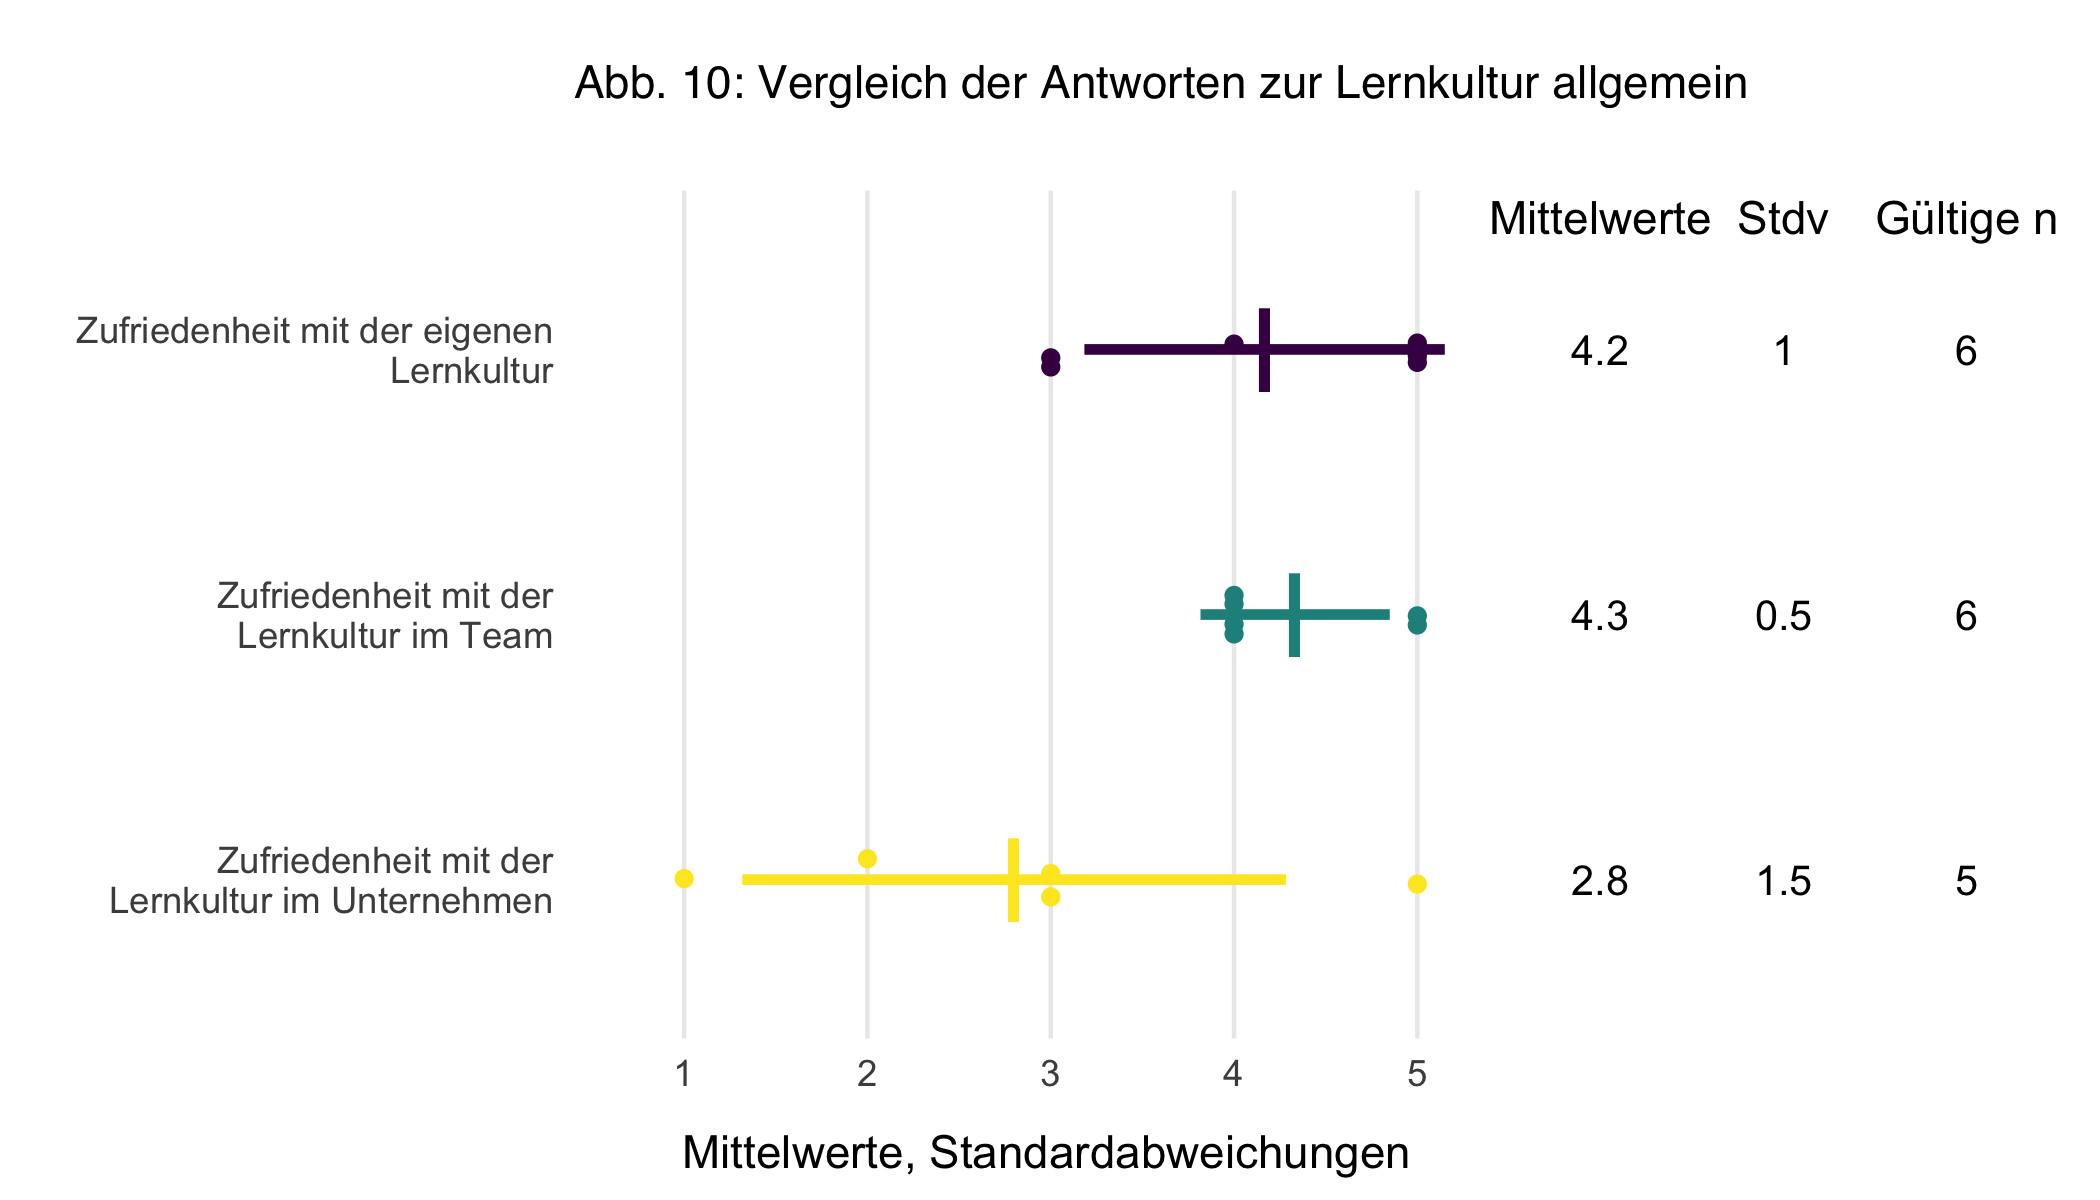 Abb. 10: Vergleich der Antworten zur Lernkultur allgemein
Mittelwerte Stdv Gültige n
Zufriedenheit mit der eigenen
Lernkultur
4.2 1 6
Zufriedenheit mit der
Lernkultur im Team
4.3 0.5 6
Zufriedenheit mit der
Lernkultur im Unternehmen
2.8 1.5 5
1 2 3 4 5
Mittelwerte, Standardabweichungen